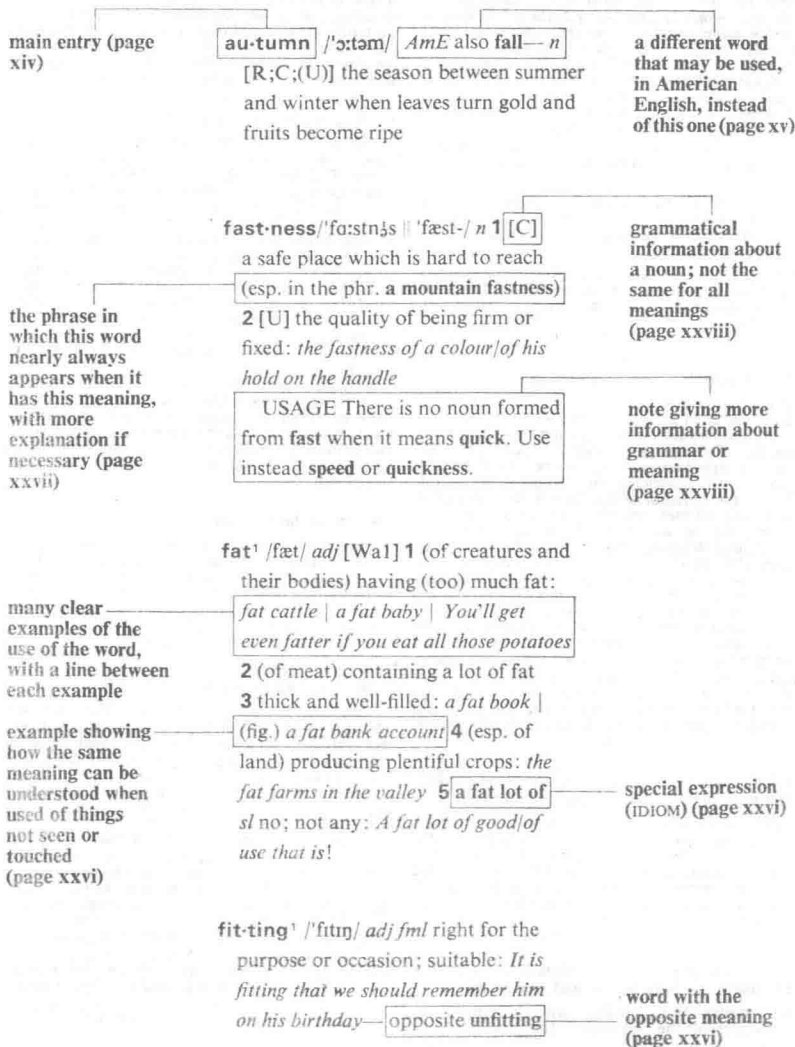 main entry (page
xiv)
au·tumn /'ɔːtəm/ AmE also fall— n
[R;C;(U)] the season between summer
and winter when leaves turn gold and
fruits become ripe
a different word
that may be used,
in American
English, instead
of this one (page xv)
fast·ness /'fɑːstnɪ̵s ‖ 'fæst-/ n 1 [C]
a safe place which is hard to reach
(esp. in the phr. a mountain fastness)
2 [U] the quality of being firm or
fixed: the fastness of a colour/of his
hold on the handle
USAGE There is no noun formed
from fast when it means quick. Use
instead speed or quickness.
grammatical
information about
a noun; not the
same for all
meanings
(page xxviii)
the phrase in
which this word
nearly always
appears when it
has this meaning,
with more
explanation if
necessary (page
xxvii)
note giving more
information about
grammar or
meaning
(page xxviii)
fat¹ /fæt/ adj [Wa1] 1 (of creatures and
their bodies) having (too) much fat:
fat cattle | a fat baby | You'll get
even fatter if you eat all those potatoes
2 (of meat) containing a lot of fat
3 thick and well-filled: a fat book |
(fig.) a fat bank account 4 (esp. of
land) producing plentiful crops: the
fat farms in the valley 5 a fat lot of
sl no; not any: A fat lot of good/of
use that is!
many clear
examples of the
use of the word,
with a line between
each example
example showing
how the same
meaning can be
understood when
used of things
not seen or
touched
(page xxvi)
special expression
(IDIOM) (page xxvi)
fit·ting¹ /'fɪtɪŋ/ adj fml right for the
purpose or occasion; suitable: It is
fitting that we should remember him
on his birthday— opposite unfitting
word with the
opposite meaning
(page xxvi)